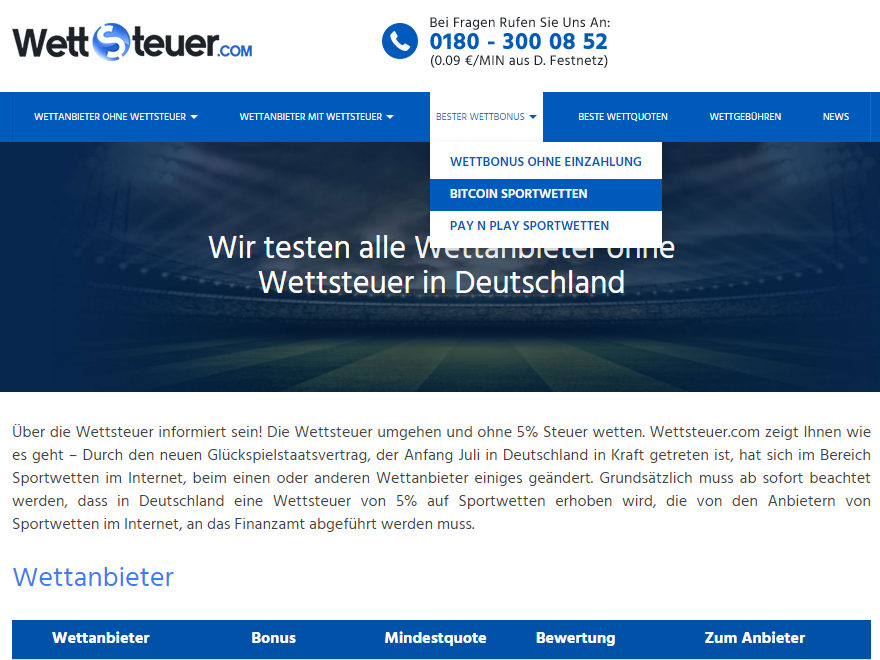 WettSteuer.COM
Bei Fragen Rufen Sie Uns An:
0180 - 300 08 52
(0.09 €/MIN aus D. Festnetz)
WETTANBIETER OHNE WETTSTEUER
WETTANBIETER MIT WETTSTEUER
BESTER WETTBONUS
BESTE WETTQUOTEN
WETTGEBÜHREN
NEWS
WETTBONUS OHNE EINZAHLUNG
BITCOIN SPORTWETTEN
PAY N PLAY SPORTWETTEN
Wir testen alle Wettanbieter ohne
Wettsteuer in Deutschland
Über die Wettsteuer informiert sein! Die Wettsteuer umgehen und ohne 5% Steuer wetten. Wettsteuer.com zeigt Ihnen wie
es geht – Durch den neuen Glückspielstaatsvertrag, der Anfang Juli in Deutschland in Kraft getreten ist, hat sich im Bereich
Sportwetten im Internet, beim einen oder anderen Wettanbieter einiges geändert. Grundsätzlich muss ab sofort beachtet
werden, dass in Deutschland eine Wettsteuer von 5% auf Sportwetten erhoben wird, die von den Anbietern von
Sportwetten im Internet, an das Finanzamt abgeführt werden muss.
Wettanbieter
Wettanbieter Bonus Mindestquote Bewertung Zum Anbieter